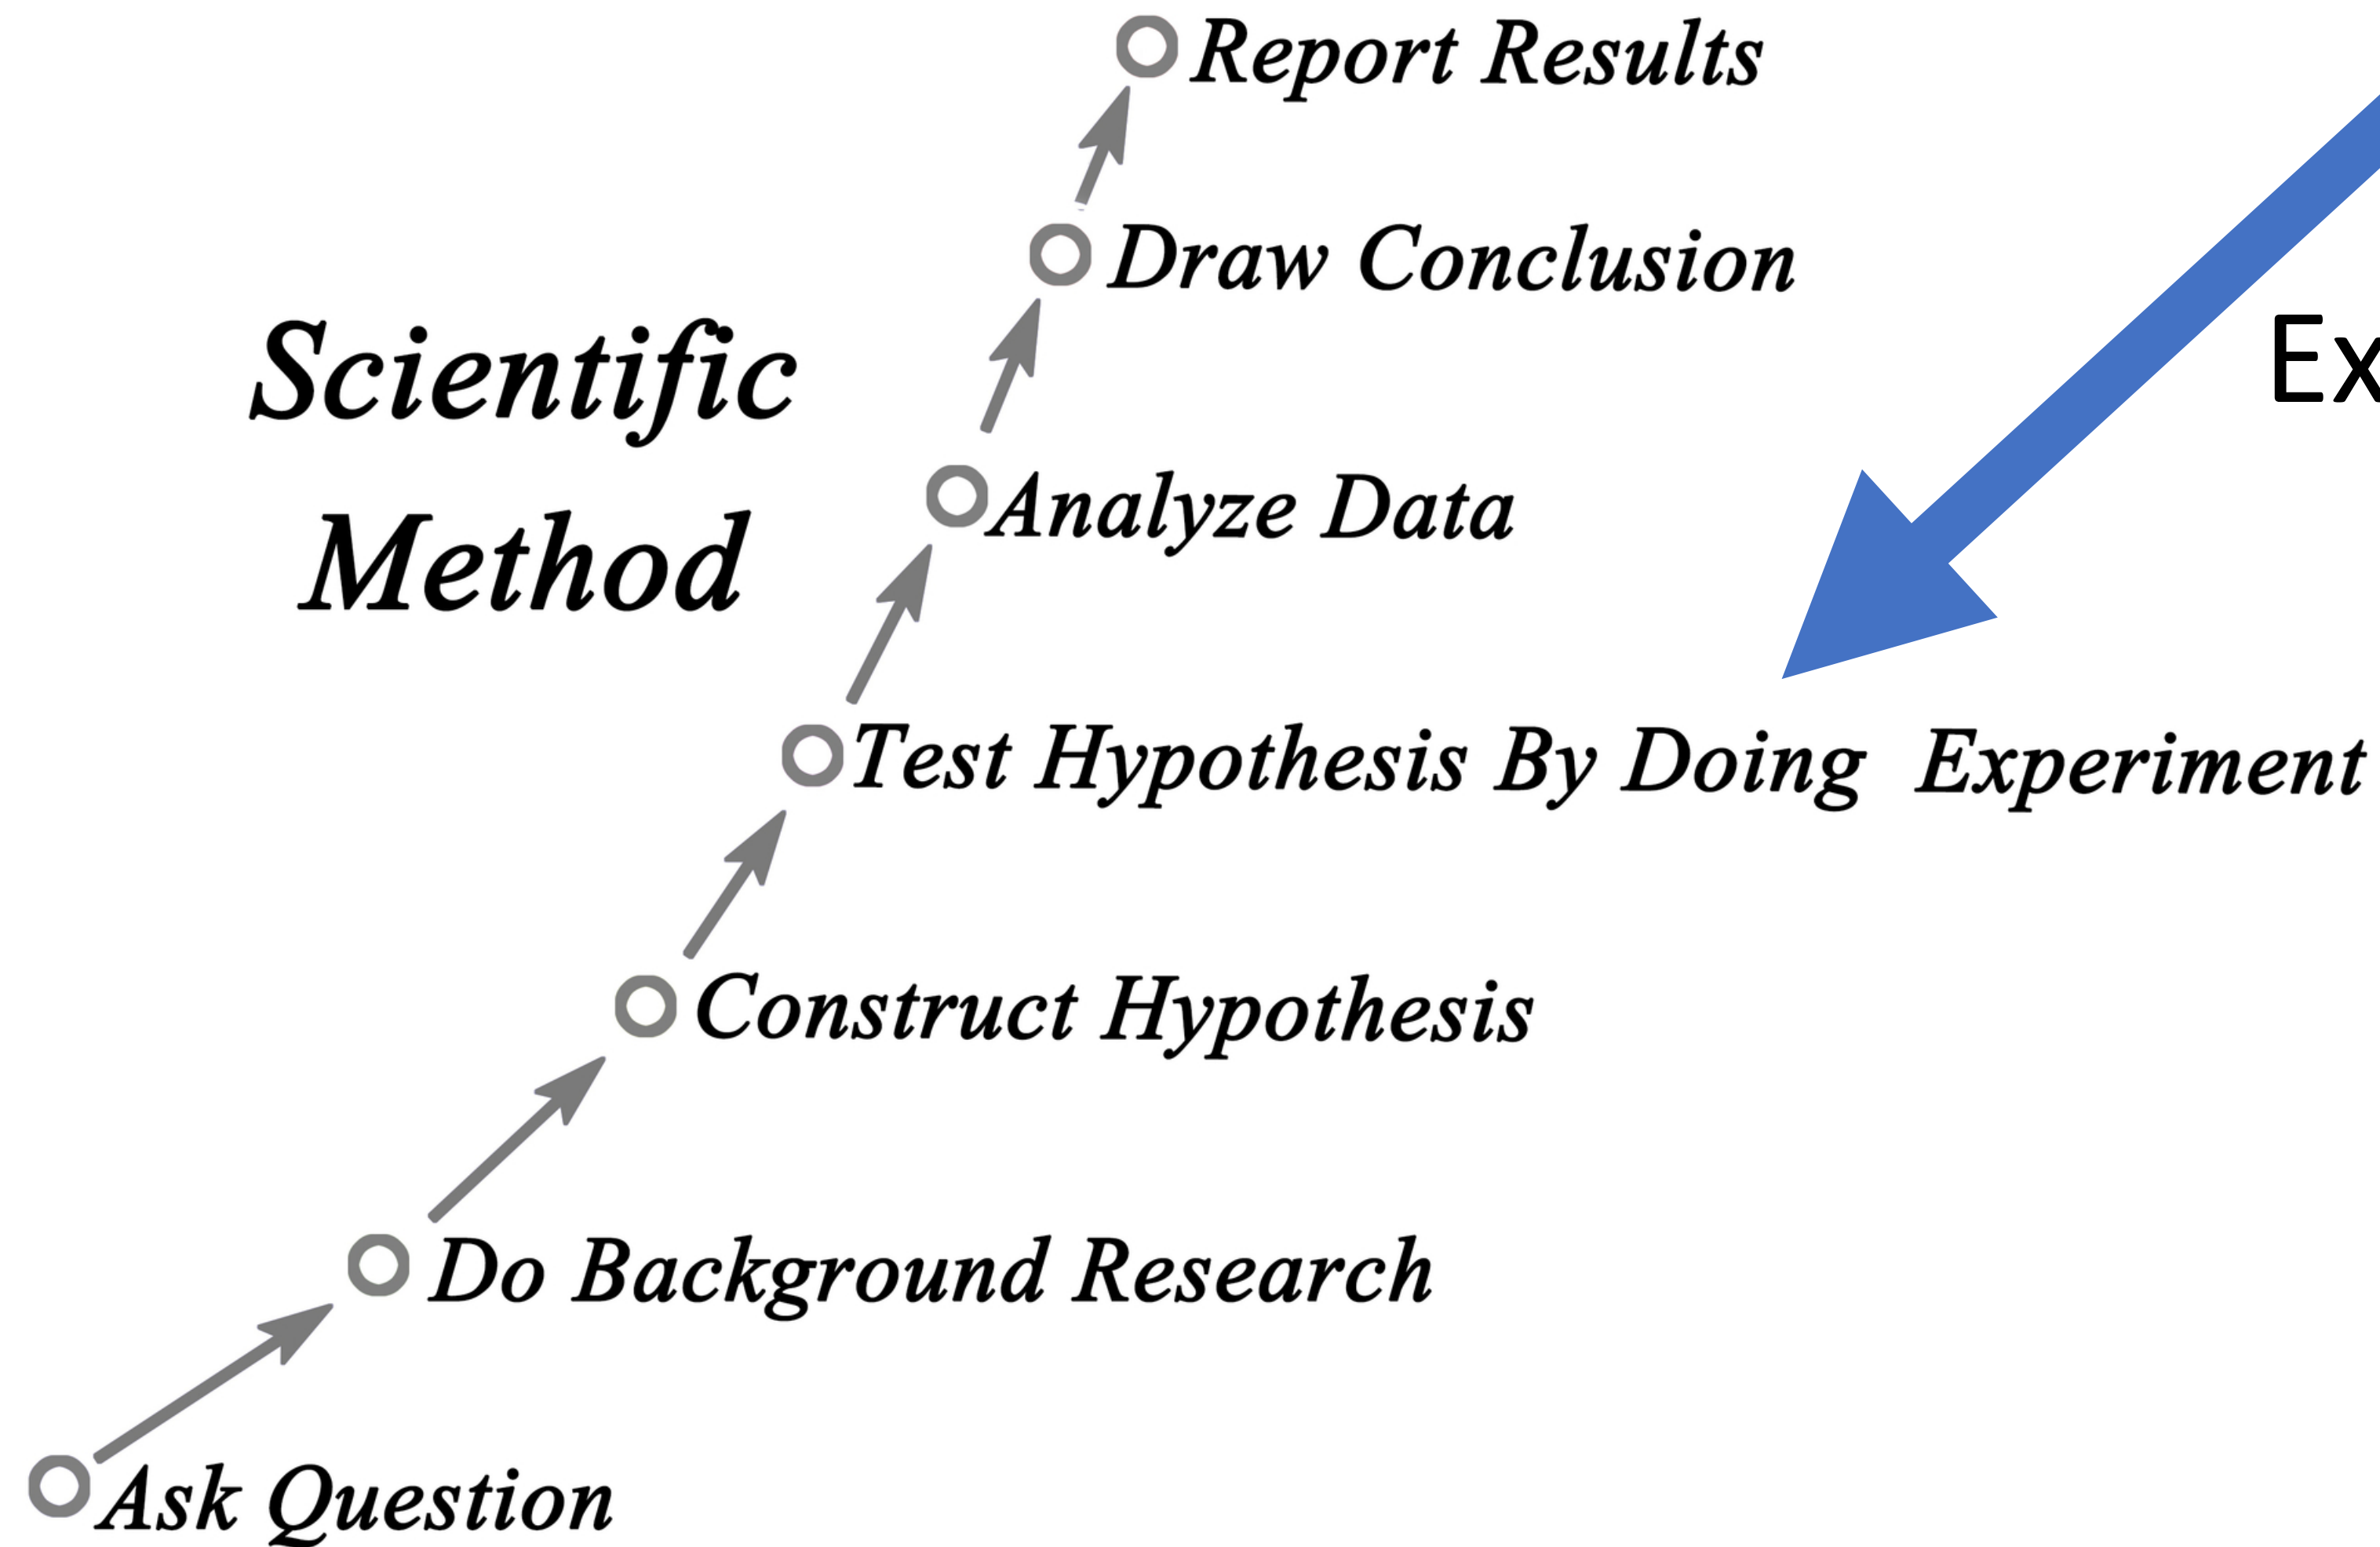 Report Results
Draw Conclusion
Scientific
Method
Analyze Data
Test Hypothesis By Doing Experiment
Construct Hypothesis
Do Background Research
Ask Question